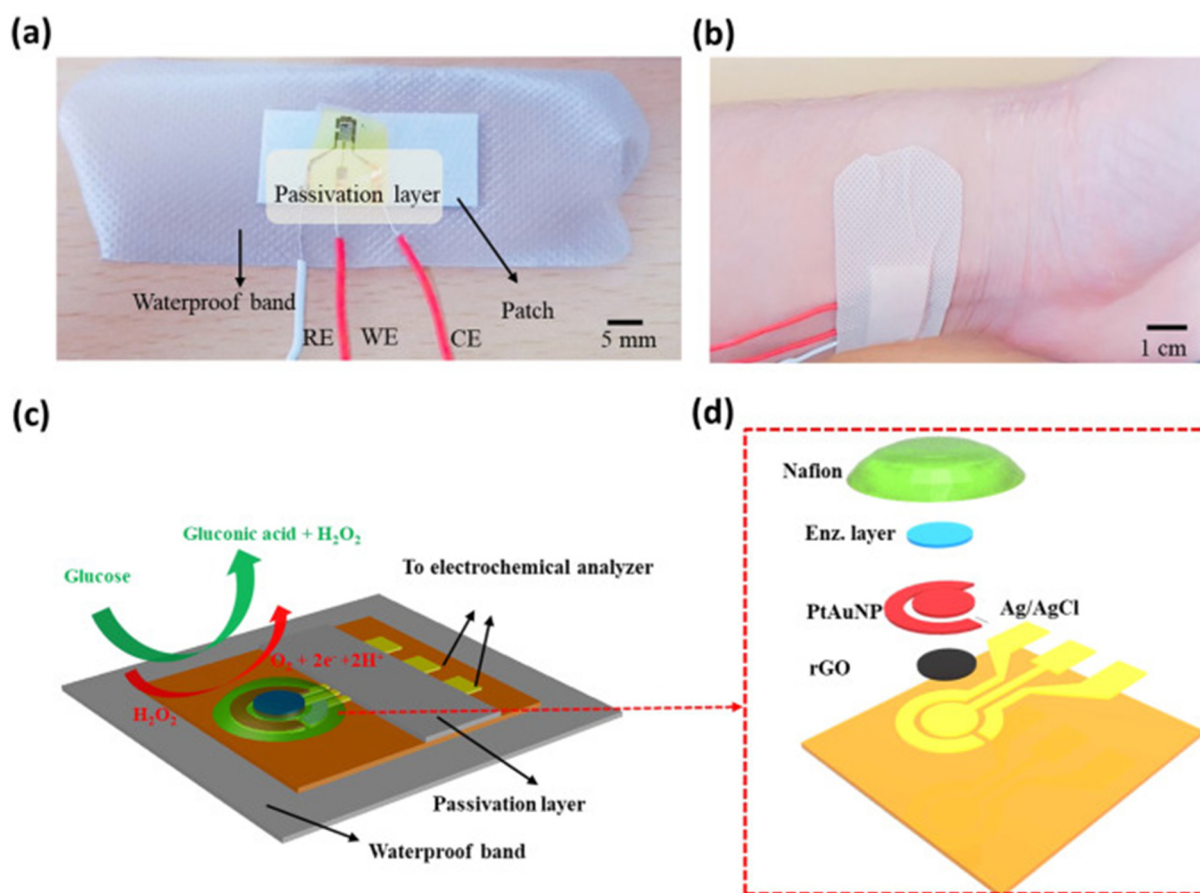 (a)
Passivation layer
Waterproof band
Patch
RE
WE
CE
5 mm
(b)
1 cm
(c)
Gluconic acid + H₂O₂
Glucose
To electrochemical analyzer
O₂ + 2e⁻ +2H⁺
H₂O₂
Passivation layer
Waterproof band
(d)
Nafion
Enz. layer
PtAuNP
Ag/AgCl
rGO